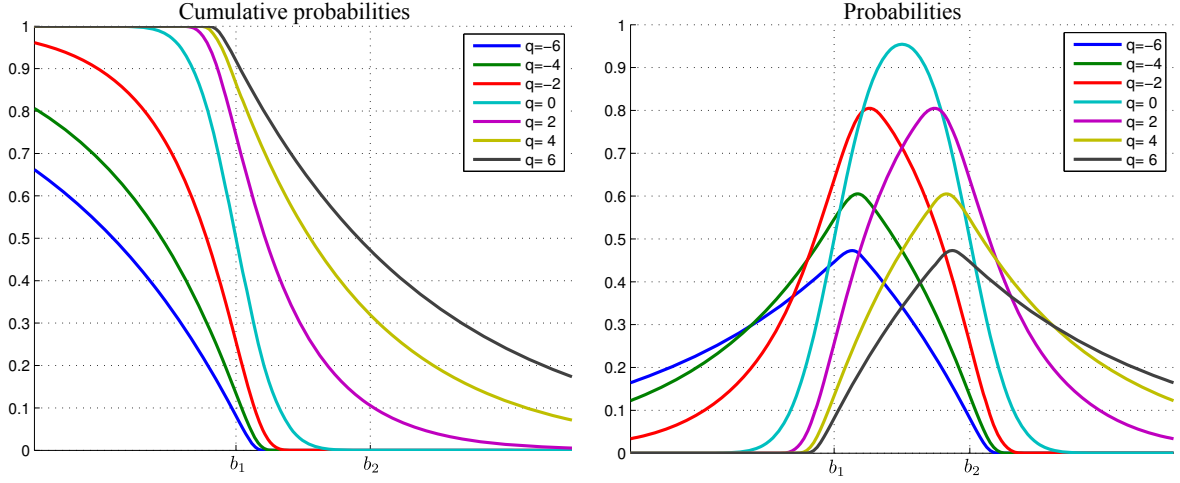 Cumulative probabilities
1
0.9
0.8
0.7
0.6
0.5
0.4
0.3
0.2
0.1
0
b1
b2
q=−6
q=−4
q=−2
q= 0
q= 2
q= 4
q= 6
Probabilities
1
0.9
0.8
0.7
0.6
0.5
0.4
0.3
0.2
0.1
0
b1
b2
q=−6
q=−4
q=−2
q= 0
q= 2
q= 4
q= 6